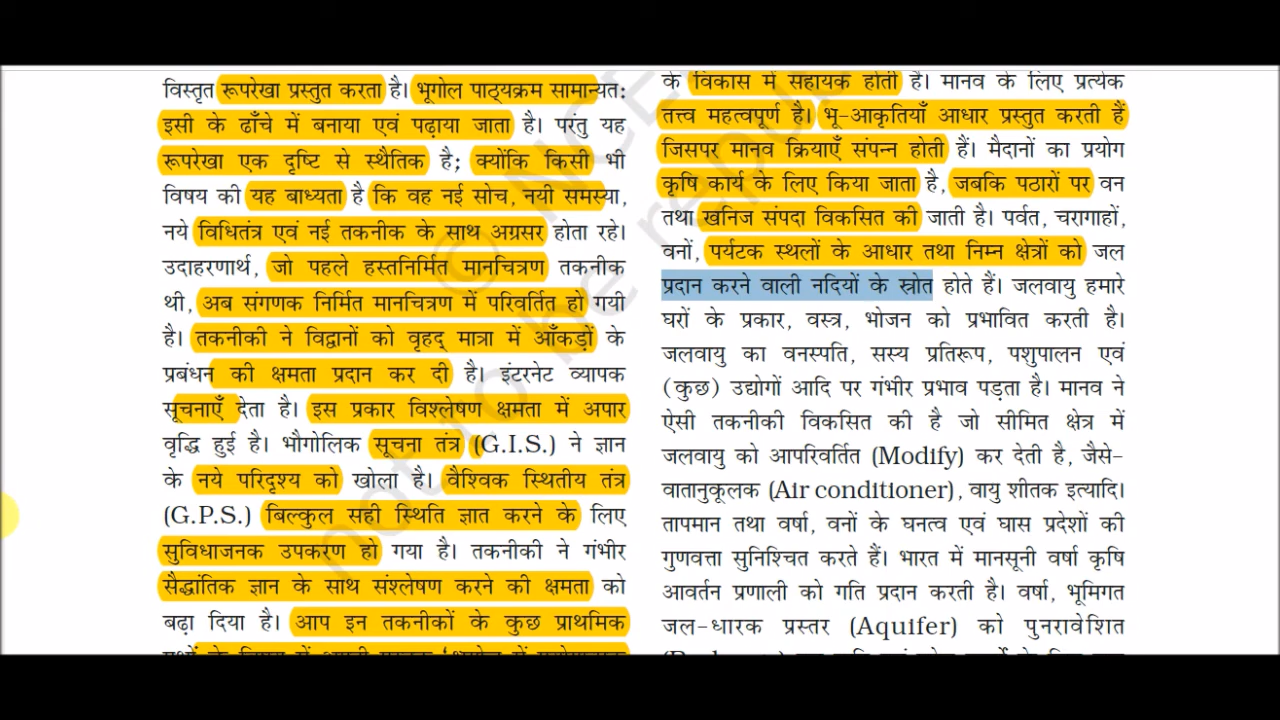 विस्तृत रूपरेखा प्रस्तुत करता है। भूगोल पाठ्यक्रम सामान्यत:
इसी के ढाँचे में बनाया एवं पढ़ाया जाता है। परंतु यह
रूपरेखा एक दृष्टि से स्थैतिक है; क्योंकि किसी भी
विषय की यह बाध्यता है कि वह नई सोच, नयी समस्या,
नये विधितंत्र एवं नई तकनीक के साथ अग्रसर होता रहे।
उदाहरणार्थ, जो पहले हस्तनिर्मित मानचित्रण तकनीक
थी, अब संगणक निर्मित मानचित्रण में परिवर्तित हो गयी
है। तकनीकी ने विद्वानों को वृहद् मात्रा में आँकड़ों के
प्रबंधन की क्षमता प्रदान कर दी है। इंटरनेट व्यापक
सूचनाएँ देता है। इस प्रकार विश्लेषण क्षमता में अपार
वृद्धि हुई है। भौगोलिक सूचना तंत्र (G.I.S.) ने ज्ञान
के नये परिदृश्य को खोला है। वैश्विक स्थितीय तंत्र
(G.P.S.) बिल्कुल सही स्थिति ज्ञात करने के लिए
सुविधाजनक उपकरण हो गया है। तकनीकी ने गंभीर
सैद्धांतिक ज्ञान के साथ संश्लेषण करने की क्षमता को
बढ़ा दिया है। आप इन तकनीकों के कुछ प्राथमिक
के विकास में सहायक होती है। मानव के लिए प्रत्येक
तत्त्व महत्वपूर्ण है। भू-आकृतियाँ आधार प्रस्तुत करती हैं
जिसपर मानव क्रियाएँ संपन्न होती हैं। मैदानों का प्रयोग
कृषि कार्य के लिए किया जाता है, जबकि पठारों पर वन
तथा खनिज संपदा विकसित की जाती है। पर्वत, चरागाहों,
वनों, पर्यटक स्थलों के आधार तथा निम्न क्षेत्रों को जल
प्रदान करने वाली नदियों के स्रोत होते हैं। जलवायु हमारे
घरों के प्रकार, वस्त्र, भोजन को प्रभावित करती है।
जलवायु का वनस्पति, सस्य प्रतिरूप, पशुपालन एवं
(कुछ) उद्योगों आदि पर गंभीर प्रभाव पड़ता है। मानव ने
ऐसी तकनीकी विकसित की है जो सीमित क्षेत्र में
जलवायु को आपरिवर्तित (Modify) कर देती है, जैसे-
वातानुकूलक (Air conditioner), वायु शीतक इत्यादि।
तापमान तथा वर्षा, वनों के घनत्व एवं घास प्रदेशों की
गुणवत्ता सुनिश्चित करते हैं। भारत में मानसूनी वर्षा कृषि
आवर्तन प्रणाली को गति प्रदान करती है। वर्षा, भूमिगत
जल-धारक प्रस्तर (Aquifer) को पुनरावेशित